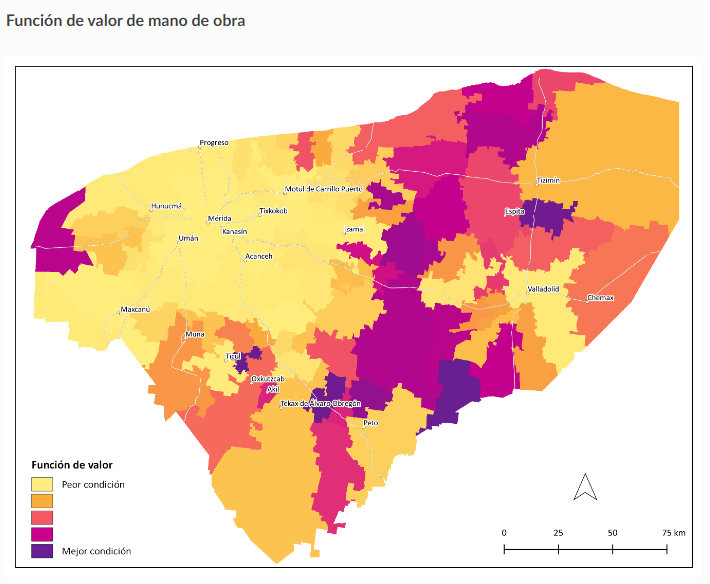 Función de valor de mano de obra
Progreso
Motul de Carrillo Puerto
Tizimín
Hunucmá
Tixkokob
Espita
Mérida
Kanasín
Izamal
Umán
Acanceh
Valladolid
Chemax
Maxcanú
Muna
Ticul
Oxkutzcab
Akil
Tekax de Álvaro Obregón
Peto
Función de valor
Peor condición
Mejor condición
0 25 50 75 km